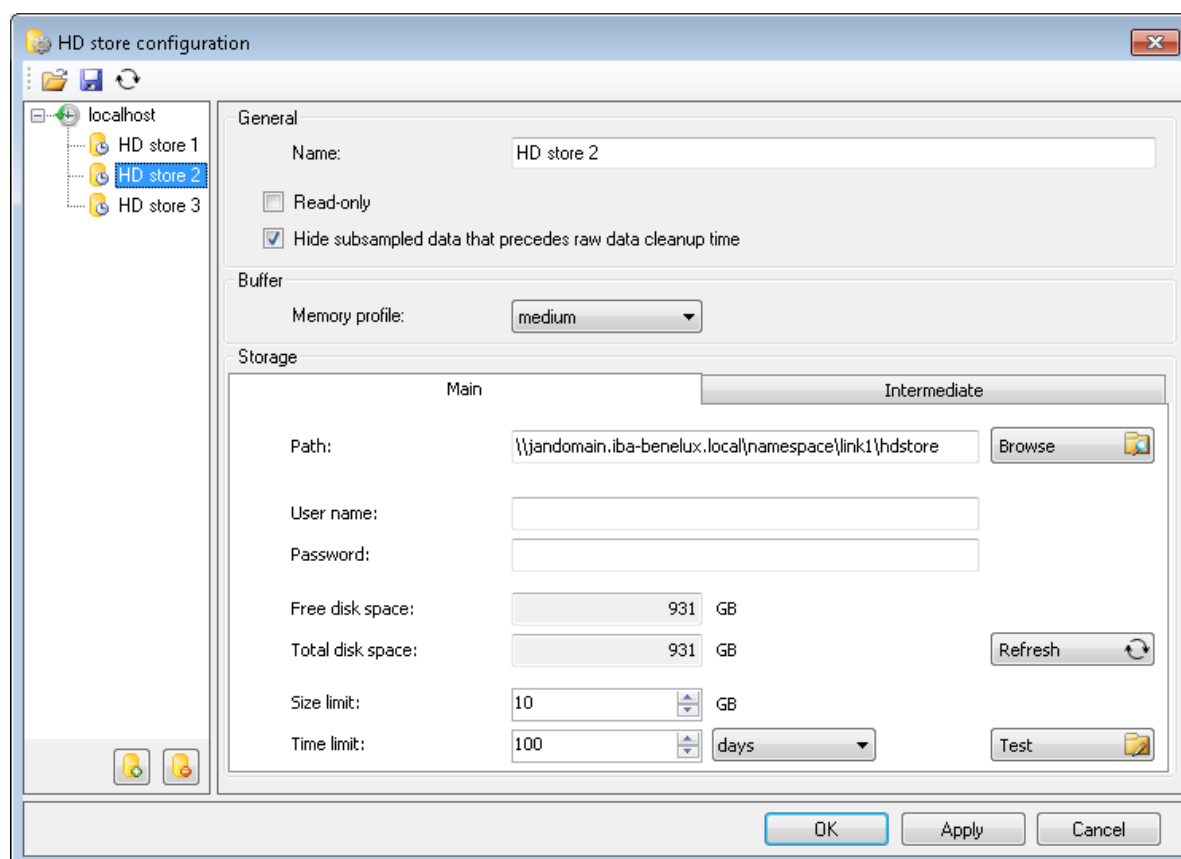 HD store configuration
localhost
HD store 1
HD store 2
HD store 3
General
Name: HD store 2
Read-only
Hide subsampled data that precedes raw data cleanup time
Buffer
Memory profile: medium
Storage
Main Intermediate
Path: \\jandomain.iba-benelux.local\namespace\link1\hdstore Browse
User name:
Password:
Free disk space: 931 GB
Total disk space: 931 GB Refresh
Size limit: 10 GB
Time limit: 100 days Test
OK Apply Cancel